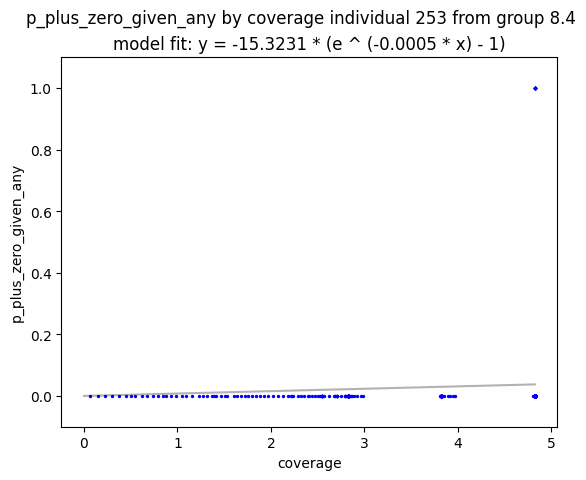 p_plus_zero_given_any by coverage individual 253 from group 8.4
model fit: y = -15.3231 * (e ^ (-0.0005 * x) - 1)
p_plus_zero_given_any
1.0
0.8
0.6
0.4
0.2
0.0
0 1 2 3 4 5
coverage